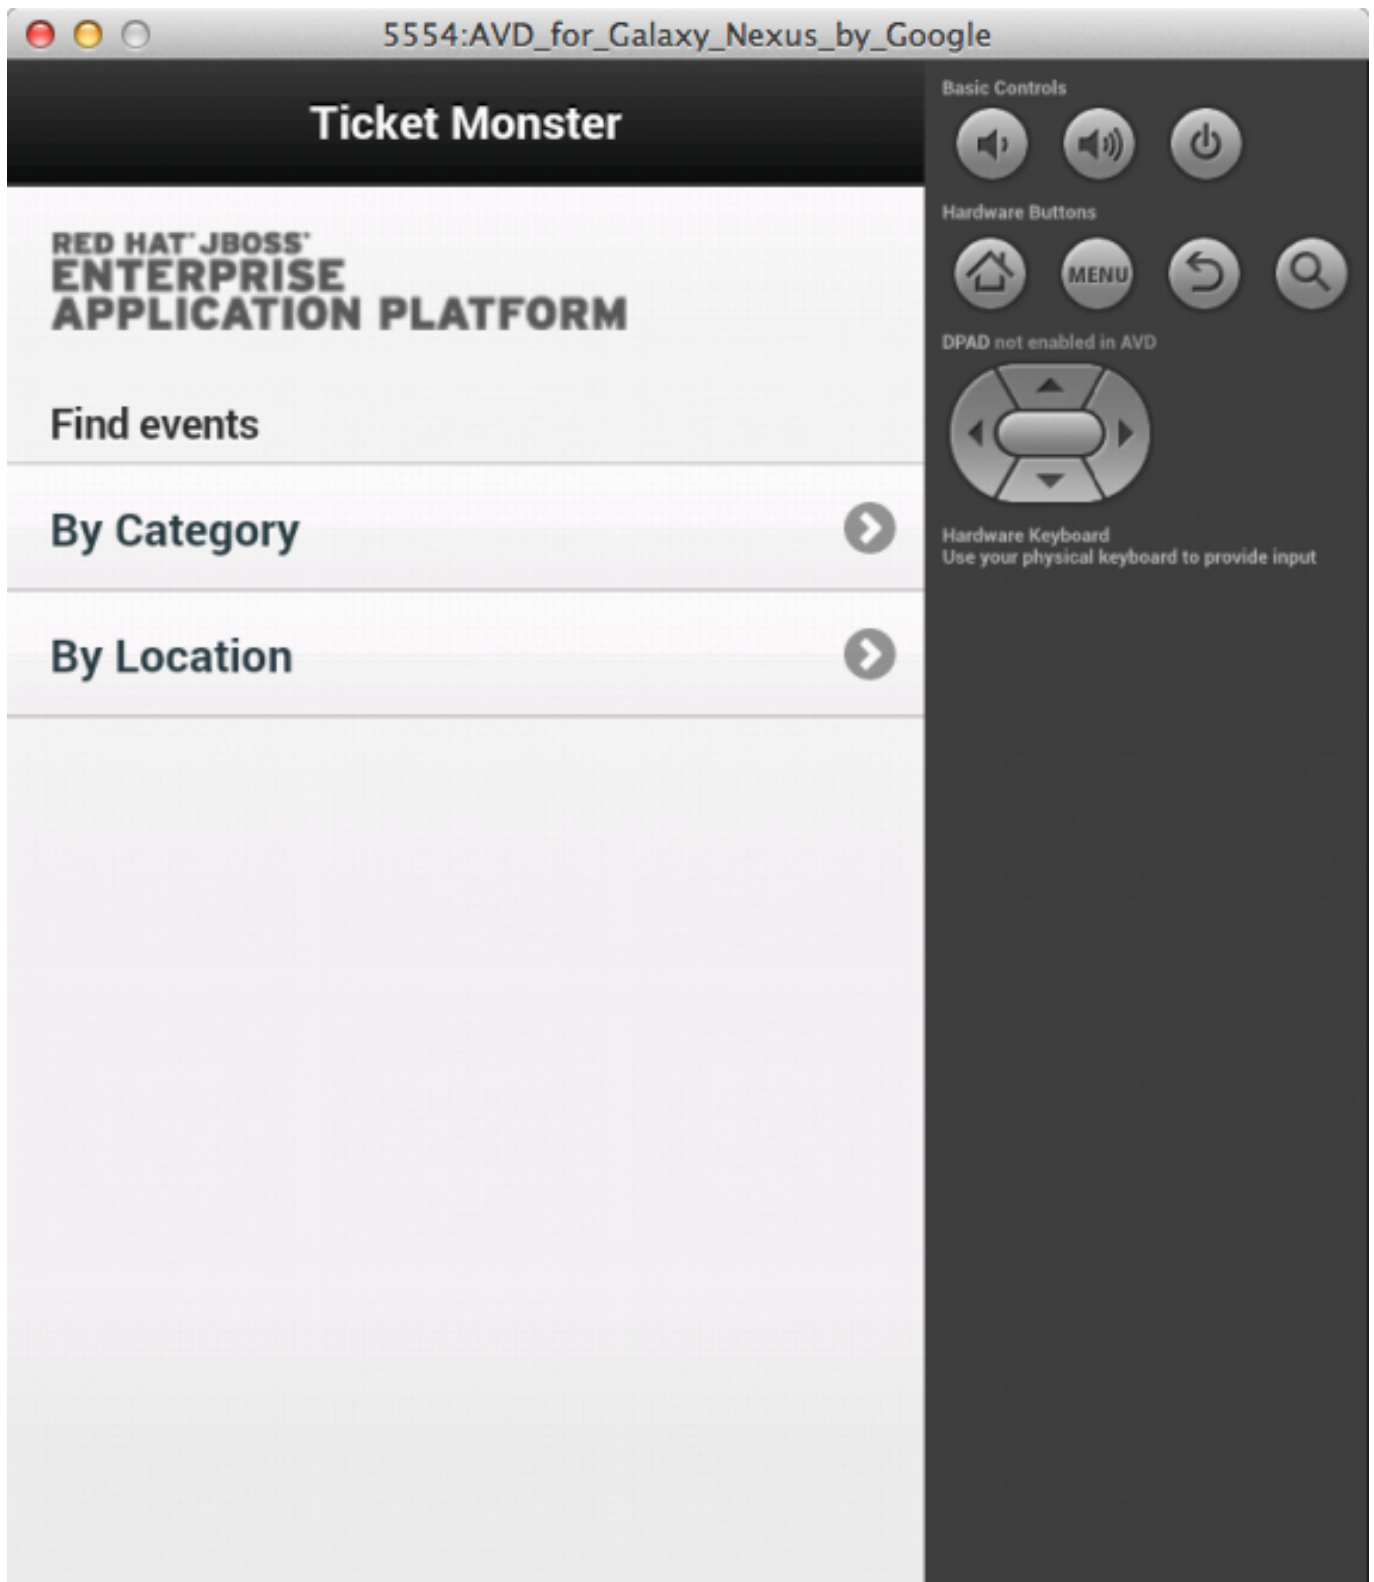 5554:AVD_for_Galaxy_Nexus_by_Google
Ticket Monster
RED HAT® JBOSS®
ENTERPRISE
APPLICATION PLATFORM
Find events
By Category
By Location
Basic Controls
Hardware Buttons
MENU
DPAD not enabled in AVD
Hardware Keyboard
Use your physical keyboard to provide input